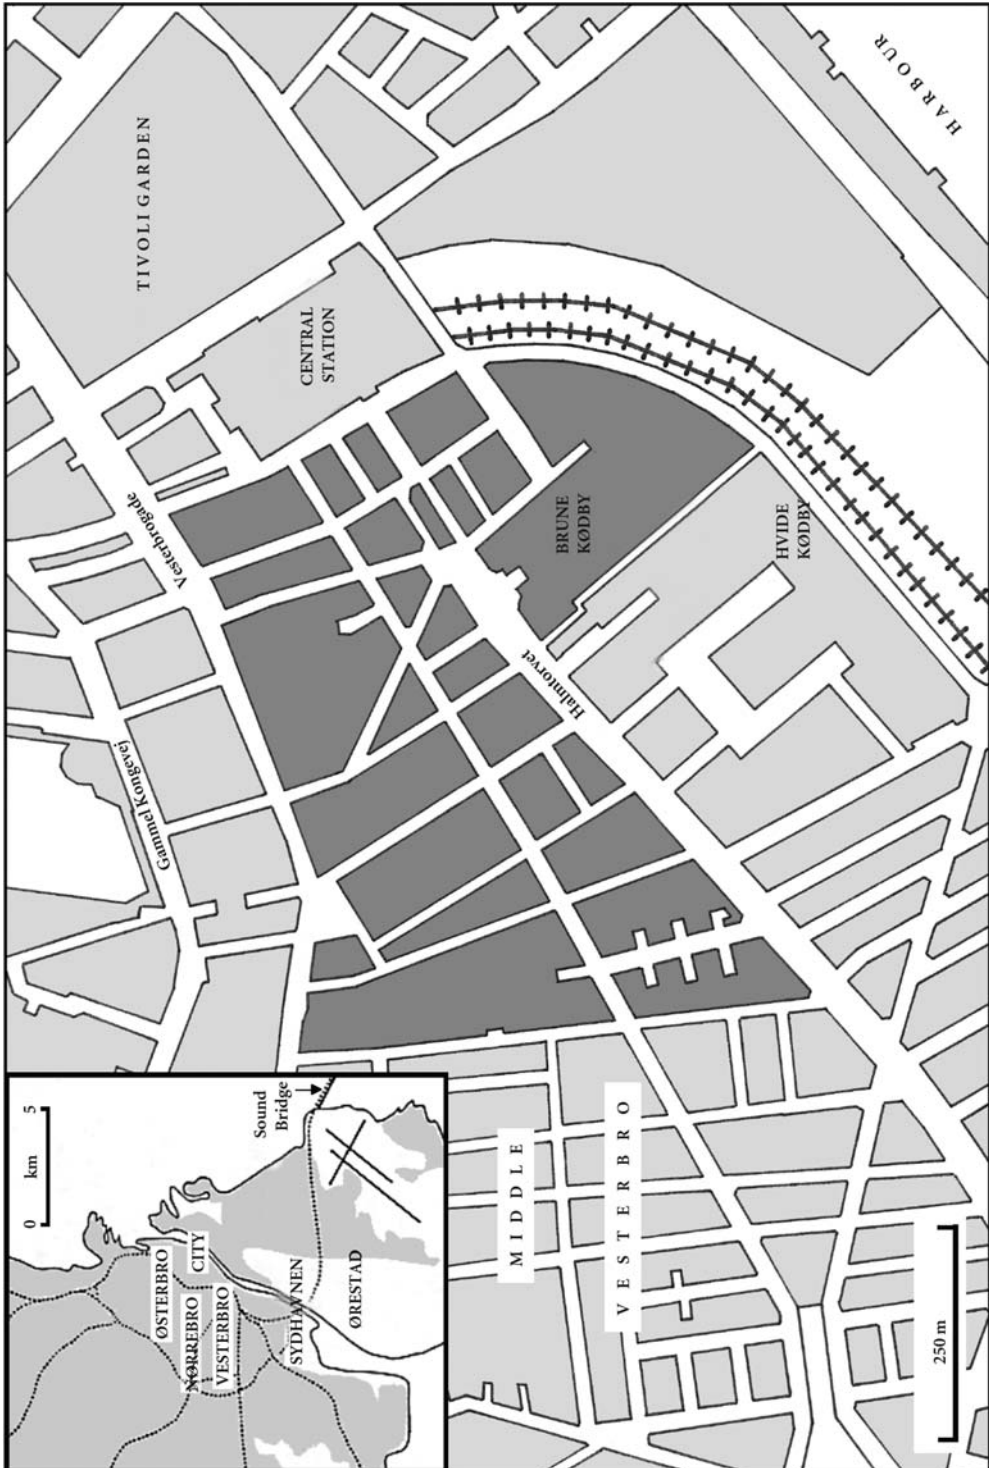 TIVOLI GARDEN
HARBOUR
CENTRAL
STATION
Vesterbrogade
BRUNE
KØDBY
HVIDE
KØDBY
Halmtorvet
Gammel Kongevej
MIDDLE
VESTERBRO
250 m
0 km 5
Sound
Bridge
ØSTERBRO
CITY
NØRREBRO
VESTERBRO
SYDHAVNEN
ØRESTAD